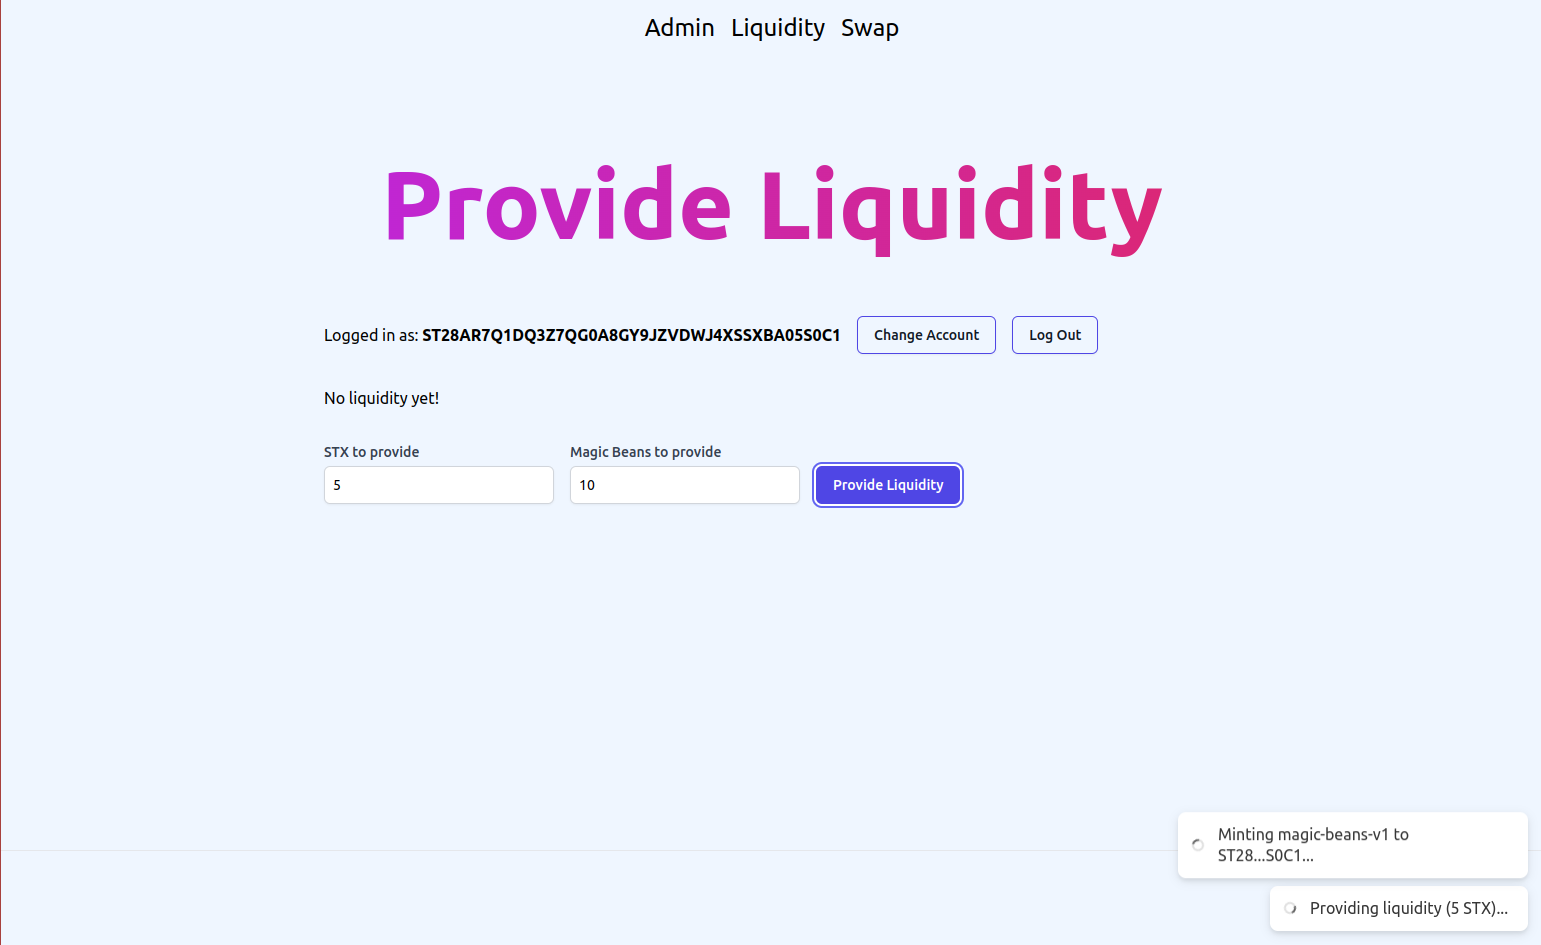 Admin Liquidity Swap
Provide Liquidity
Logged in as: ST28AR7Q1DQ3Z7QG0A8GY9JZVDWJ4XSSXBA05S0C1 Change Account Log Out
No liquidity yet!
STX to provide Magic Beans to provide
5 10 Provide Liquidity
Minting magic-beans-v1 to
ST28...S0C1...
Providing liquidity (5 STX)...